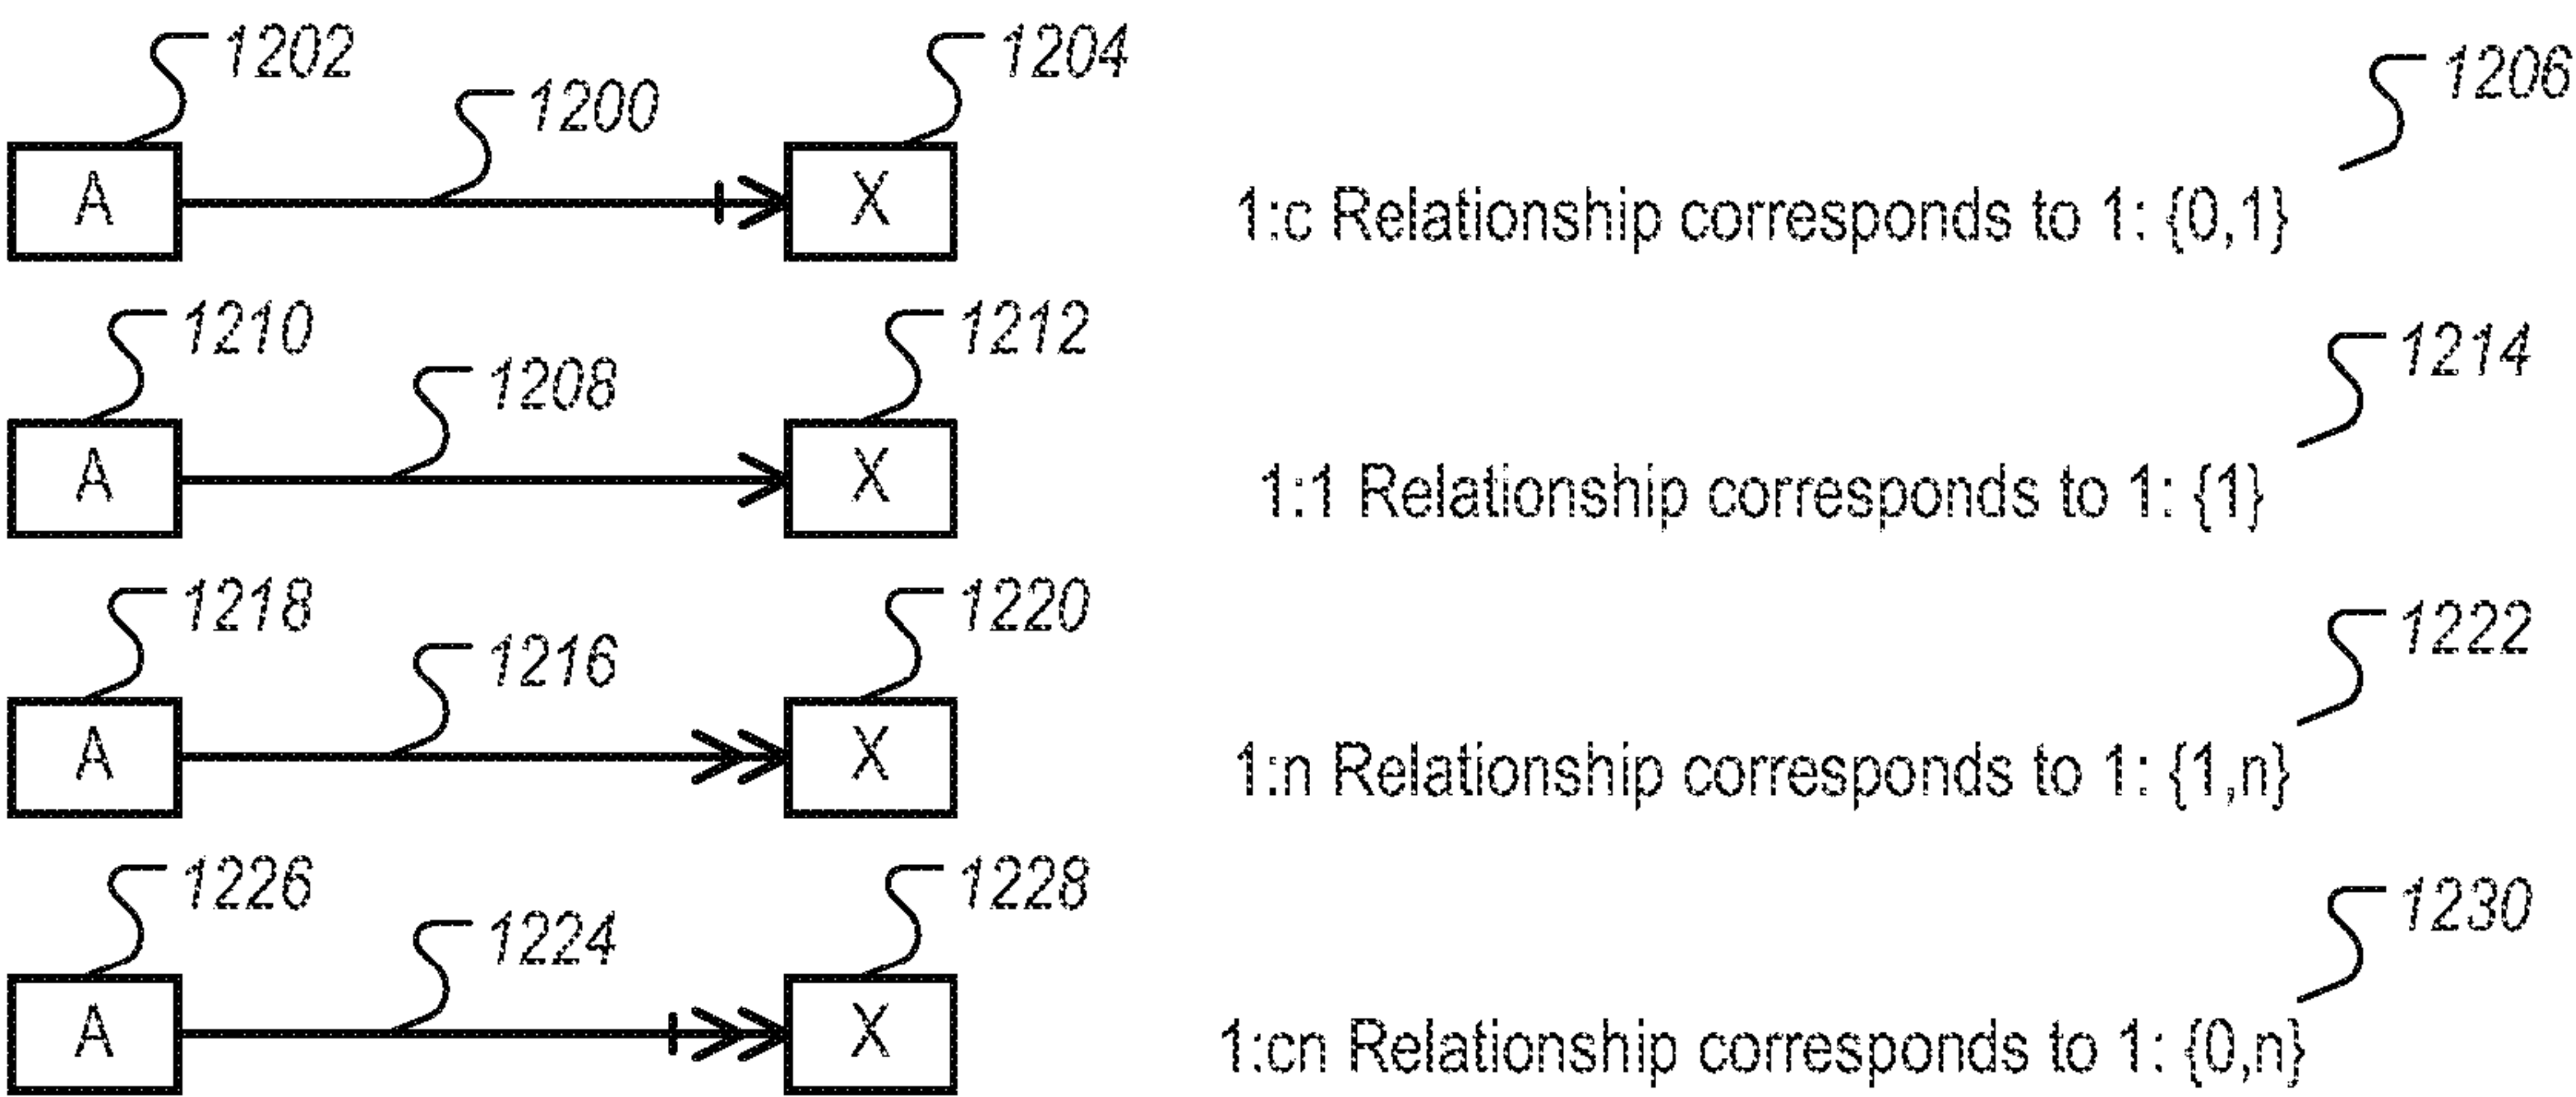 1202
1204
1206
1200
A
X
1:c Relationship corresponds to 1: {0,1}
1210
1212
1214
1208
A
X
1:1 Relationship corresponds to 1: {1}
1218
1220
1222
1216
A
X
1:n Relationship corresponds to 1: {1,n}
1226
1228
1230
1224
A
X
1:cn Relationship corresponds to 1: {0,n}